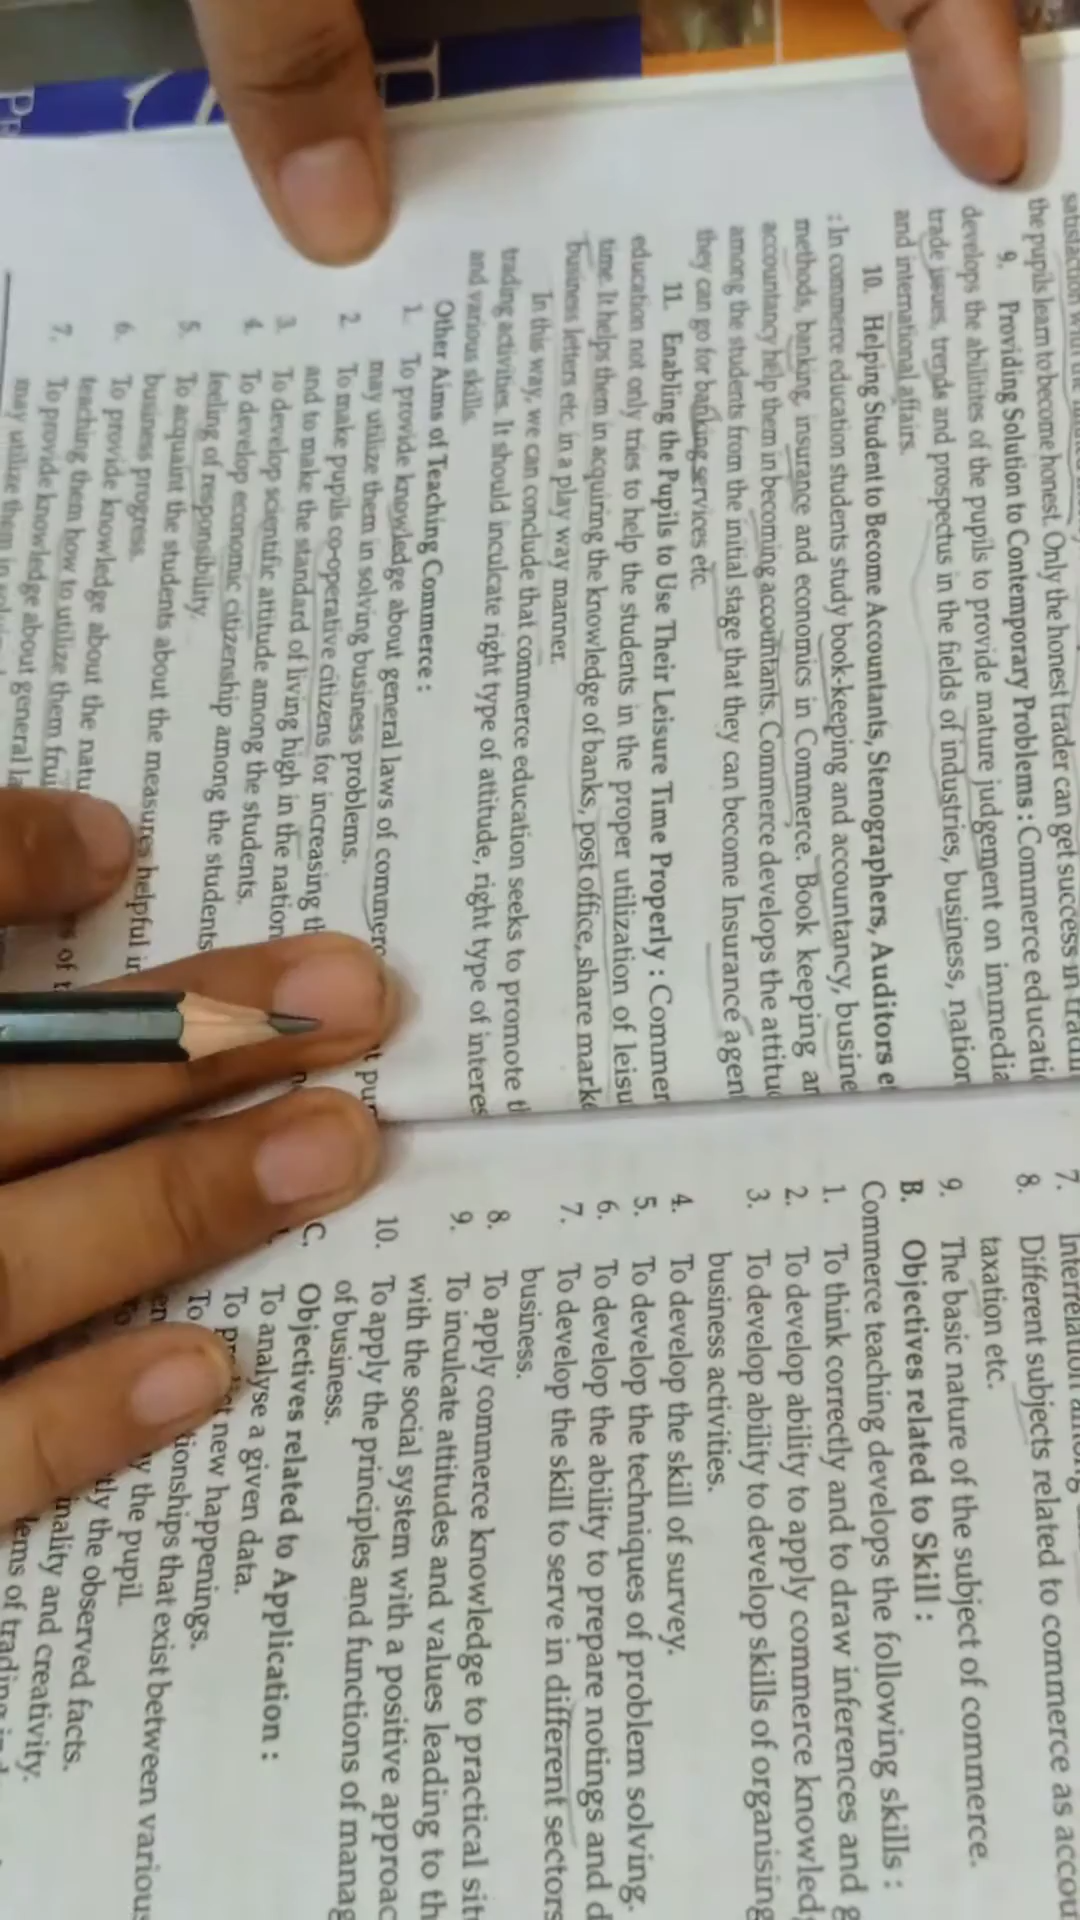 satisfaction with the
the pupils learn to become honest. Only the honest trader can get success in
9. Providing Solution to Contemporary Problems : Commerce educati
develops the abilitites of the pupils to provide mature judgement on immedia
trade issues, trends and prospectus in the fields of industries, business, nation
and international affairs.
10. Helping Student to Become Accountants, Stenographers, Auditors e
: In commerce education students study book-keeping and accountancy, busine
methods, banking, insurance and economics in Commerce. Book keeping an
accountancy help them in becoming accountants. Commerce develops the attitud
among the students from the initial stage that they can become Insurance agent
they can go for banking services etc.
11. Enabling the Pupils to Use Their Leisure Time Properly : Commer
education not only tries to help the students in the proper utilization of leisu
time. It helps them in acquiring the knowledge of banks, post office, share mark
business letters etc. in a play way manner.
In this way, we can conclude that commerce education seeks to promote t
trading activities. It should inculcate right type of attitude, right type of interes
and various skills.
Other Aims of Teaching Commerce :
1. To provide knowledge about general laws of commerc
may utilize them in solving business problems.
2. To make pupils co-operative citizens for increasing th
and to make the standard of living high in the nation
3. To develop scientific attitude among the students.
4. To develop economic citizenship among the students
feeling of responsibility.
5. To acquaint the students about the measures helpful in
business progress.
6. To provide knowledge about the natu
teaching them how to utilize them frui
7. To provide knowledge about general la
may utilize them in
7. Interrelation among
8. Different subjects related to commerce as accou
taxation etc.
9. The basic nature of the subject of commerce.
B. Objectives related to Skill :
Commerce teaching develops the following skills :
1. To think correctly and to draw inferences and g
2. To develop ability to apply commerce knowled
3. To develop ability to develop skills of organising
business activities.
4. To develop the skill of survey.
5. To develop the techniques of problem solving.
6. To develop the ability to prepare notings and d
7. To develop the skill to serve in different sectors
business.
8. To apply commerce knowledge to practical sit
9. To inculcate attitudes and values leading to th
with the social system with a positive approac
10. To apply the principles and functions of manag
of business.
C. Objectives related to Application :
To analyse a given data.
To new happenings.
To tionships that exist between various
the pupil.
tly the observed facts.
inality and creativity.
lems of trading